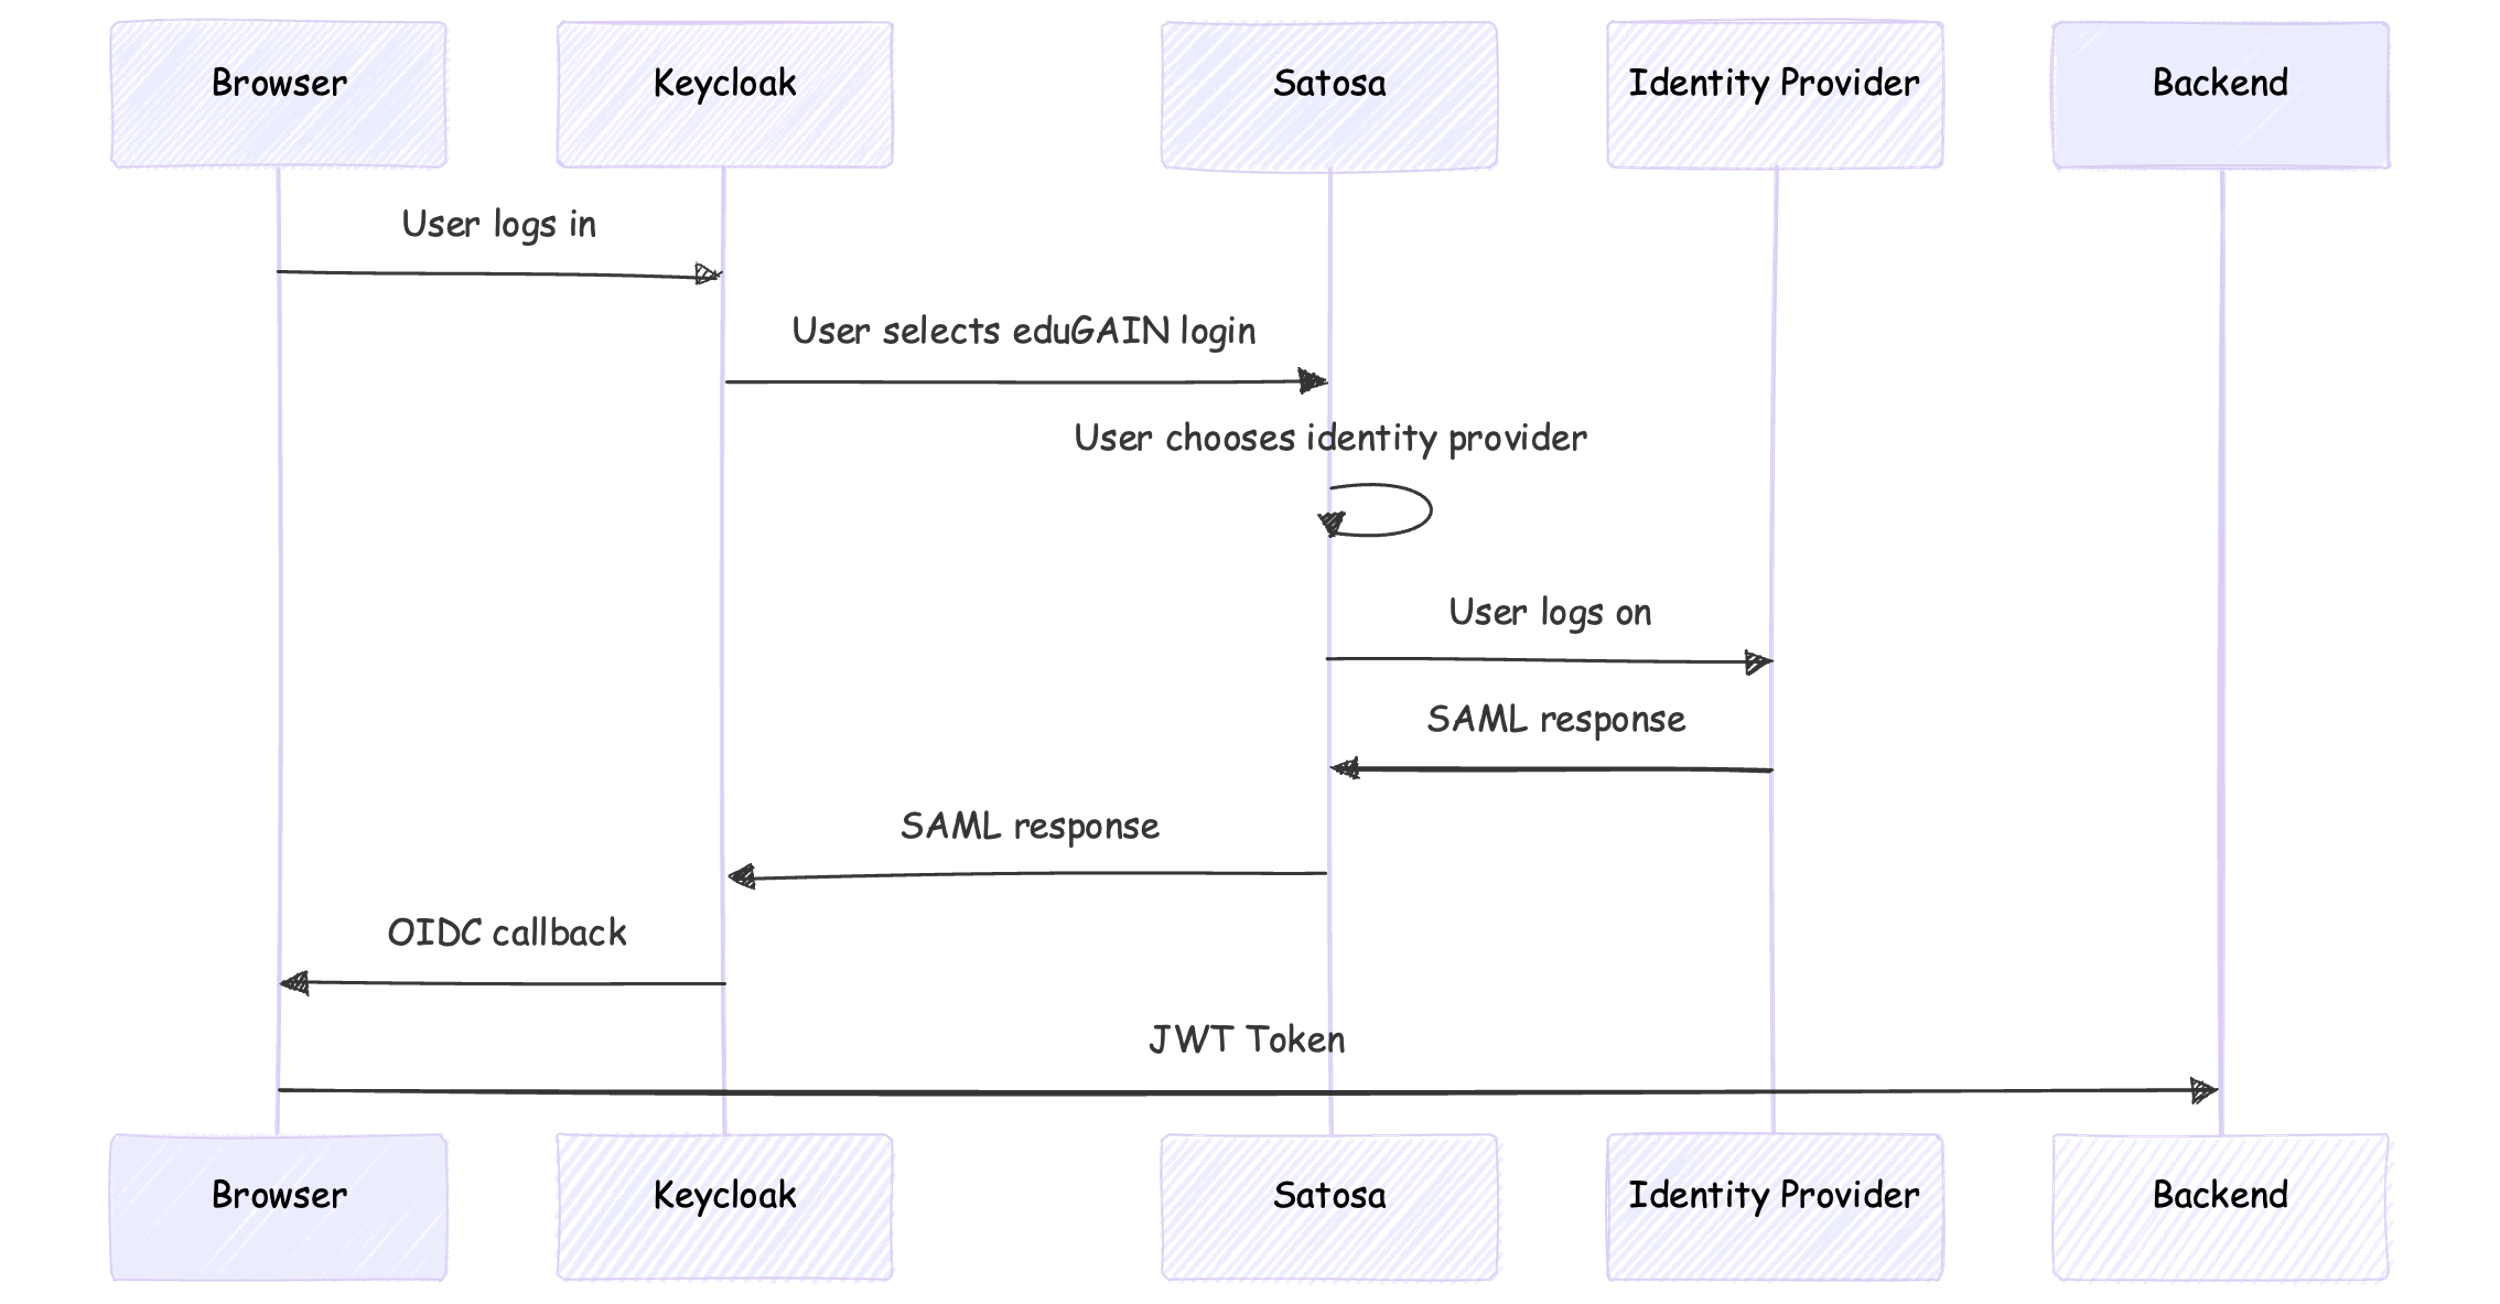 Browser
Keycloak
Satosa
Identity Provider
Backend
User logs in
User selects eduGAIN login
User chooses identity provider
User logs on
SAML response
SAML response
OIDC callback
JWT Token
Browser
Keycloak
Satosa
Identity Provider
Backend